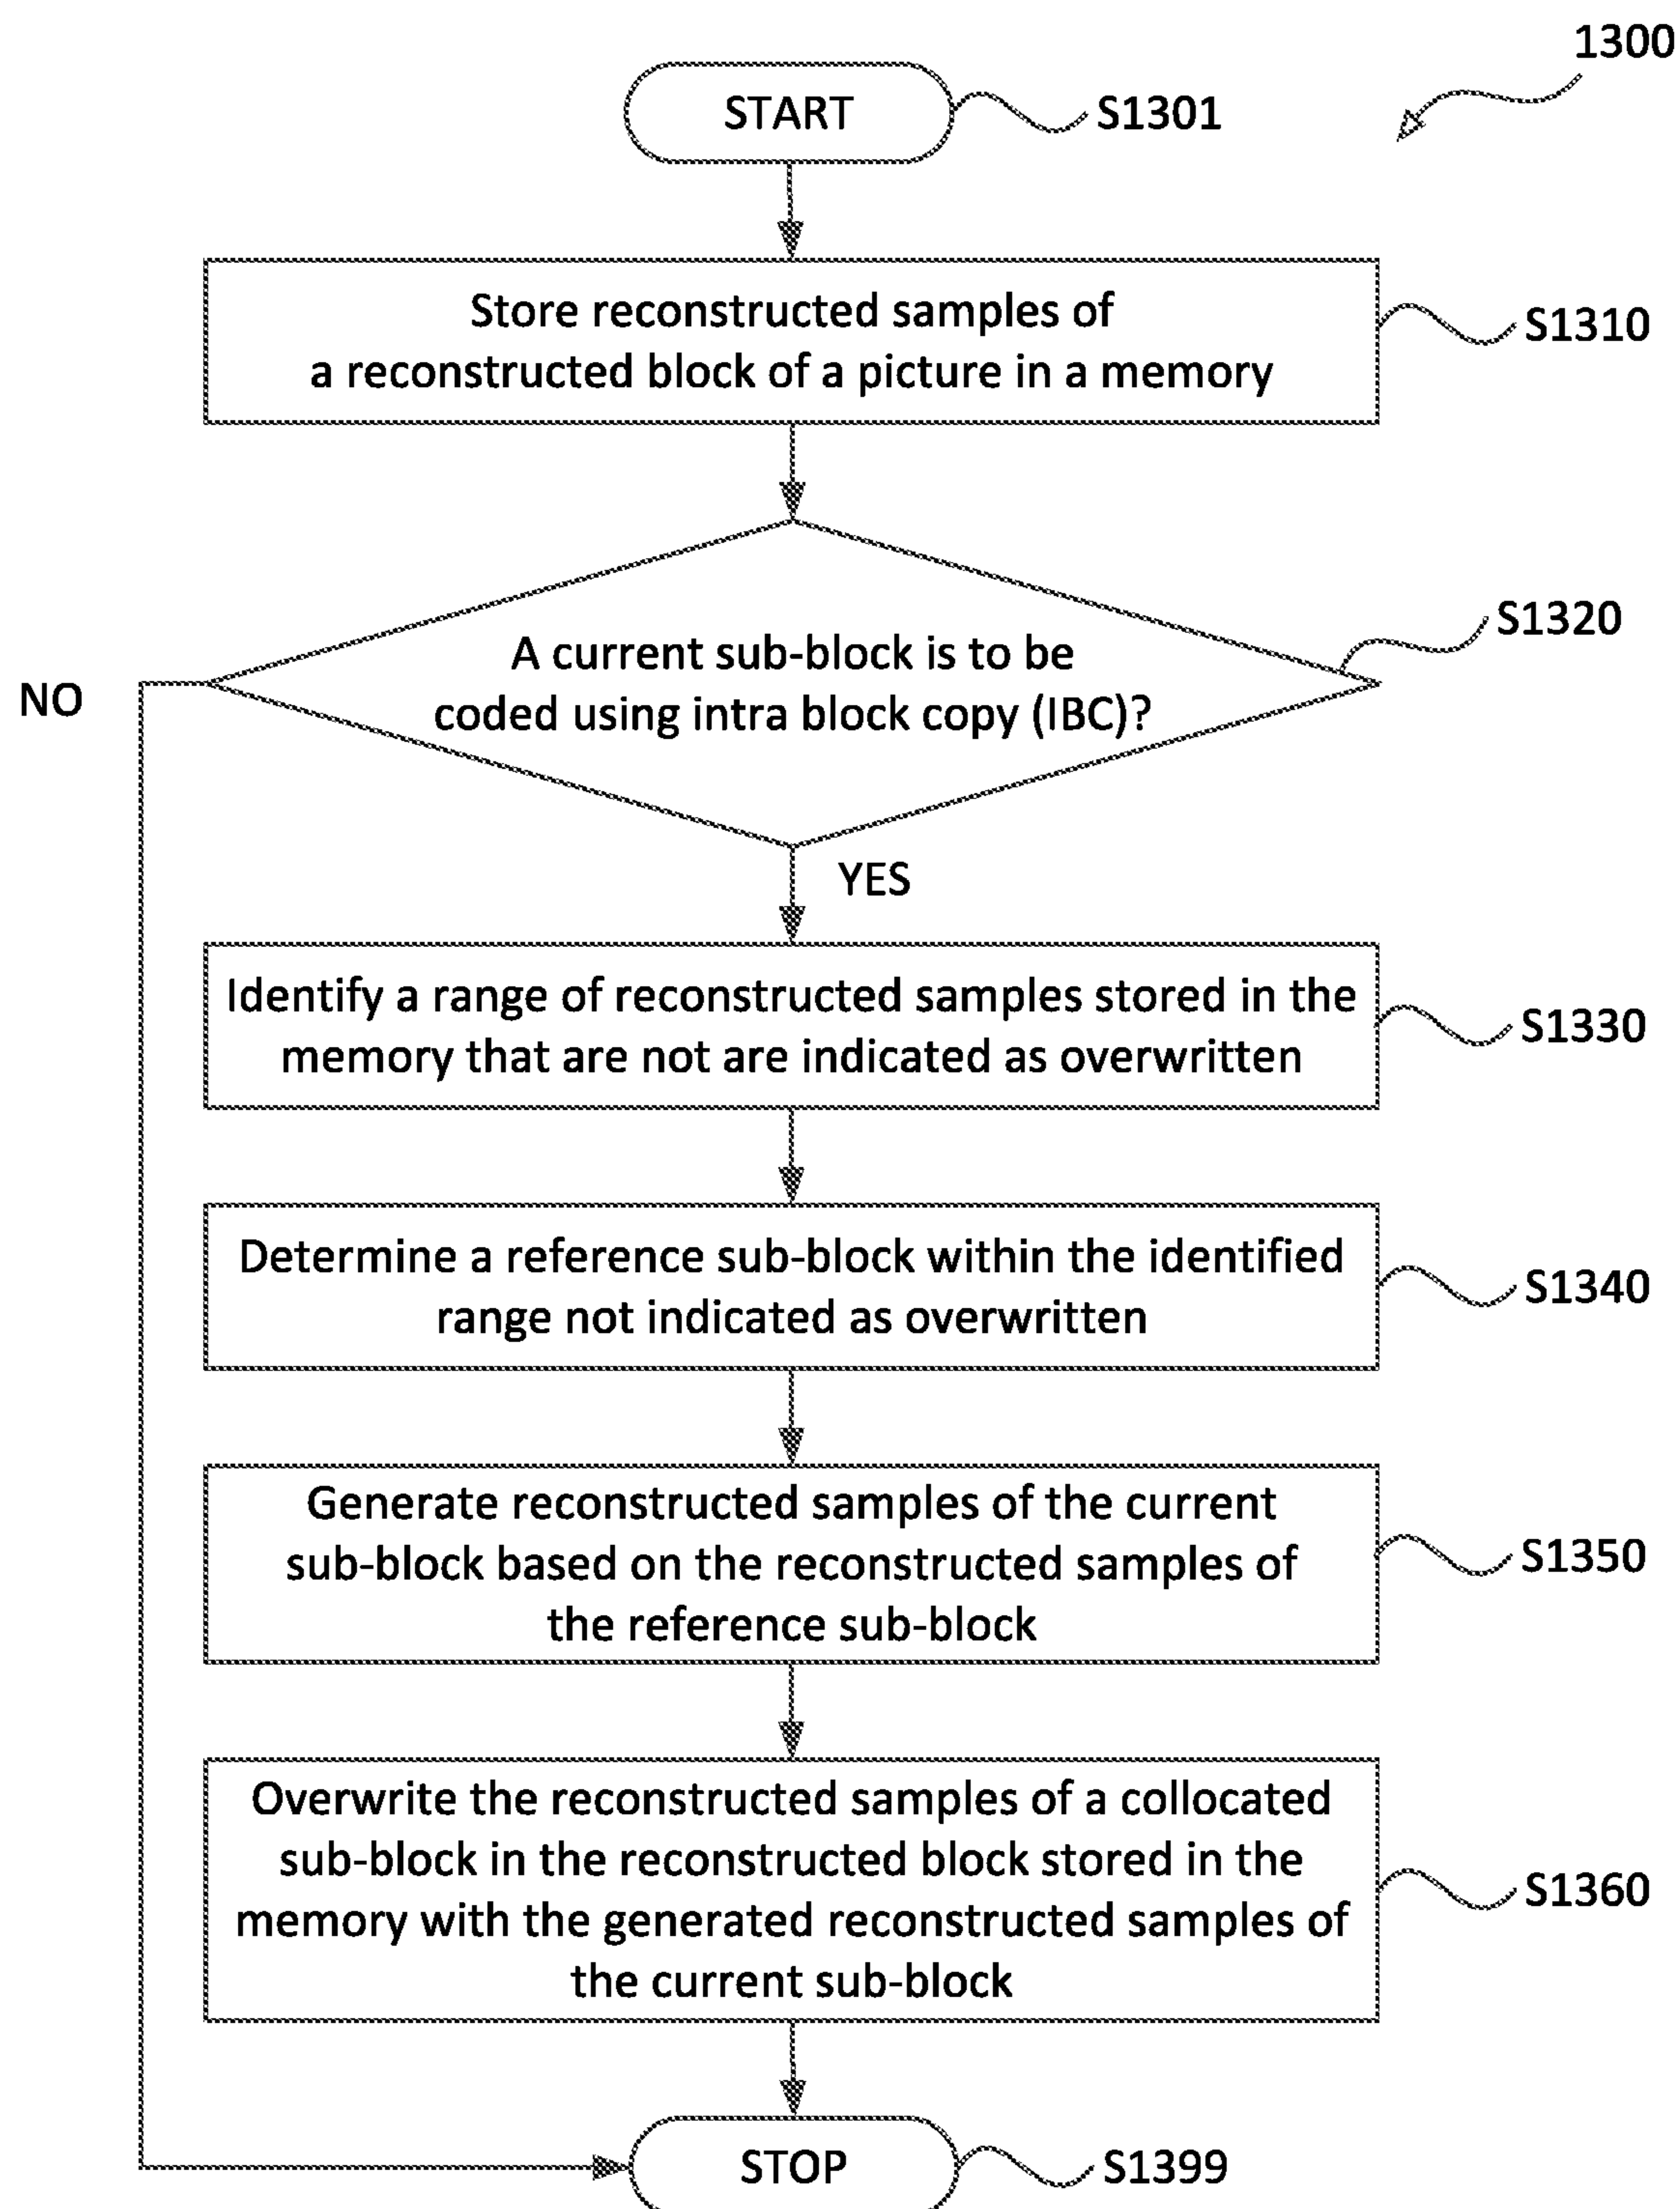 1300
START
S1301
Store reconstructed samples of
a reconstructed block of a picture in a memory
S1310
A current sub-block is to be
coded using intra block copy (IBC)?
S1320
NO
YES
Identify a range of reconstructed samples stored in the
memory that are not are indicated as overwritten
S1330
Determine a reference sub-block within the identified
range not indicated as overwritten
S1340
Generate reconstructed samples of the current
sub-block based on the reconstructed samples of
the reference sub-block
S1350
Overwrite the reconstructed samples of a collocated
sub-block in the reconstructed block stored in the
memory with the generated reconstructed samples of
the current sub-block
S1360
STOP
S1399